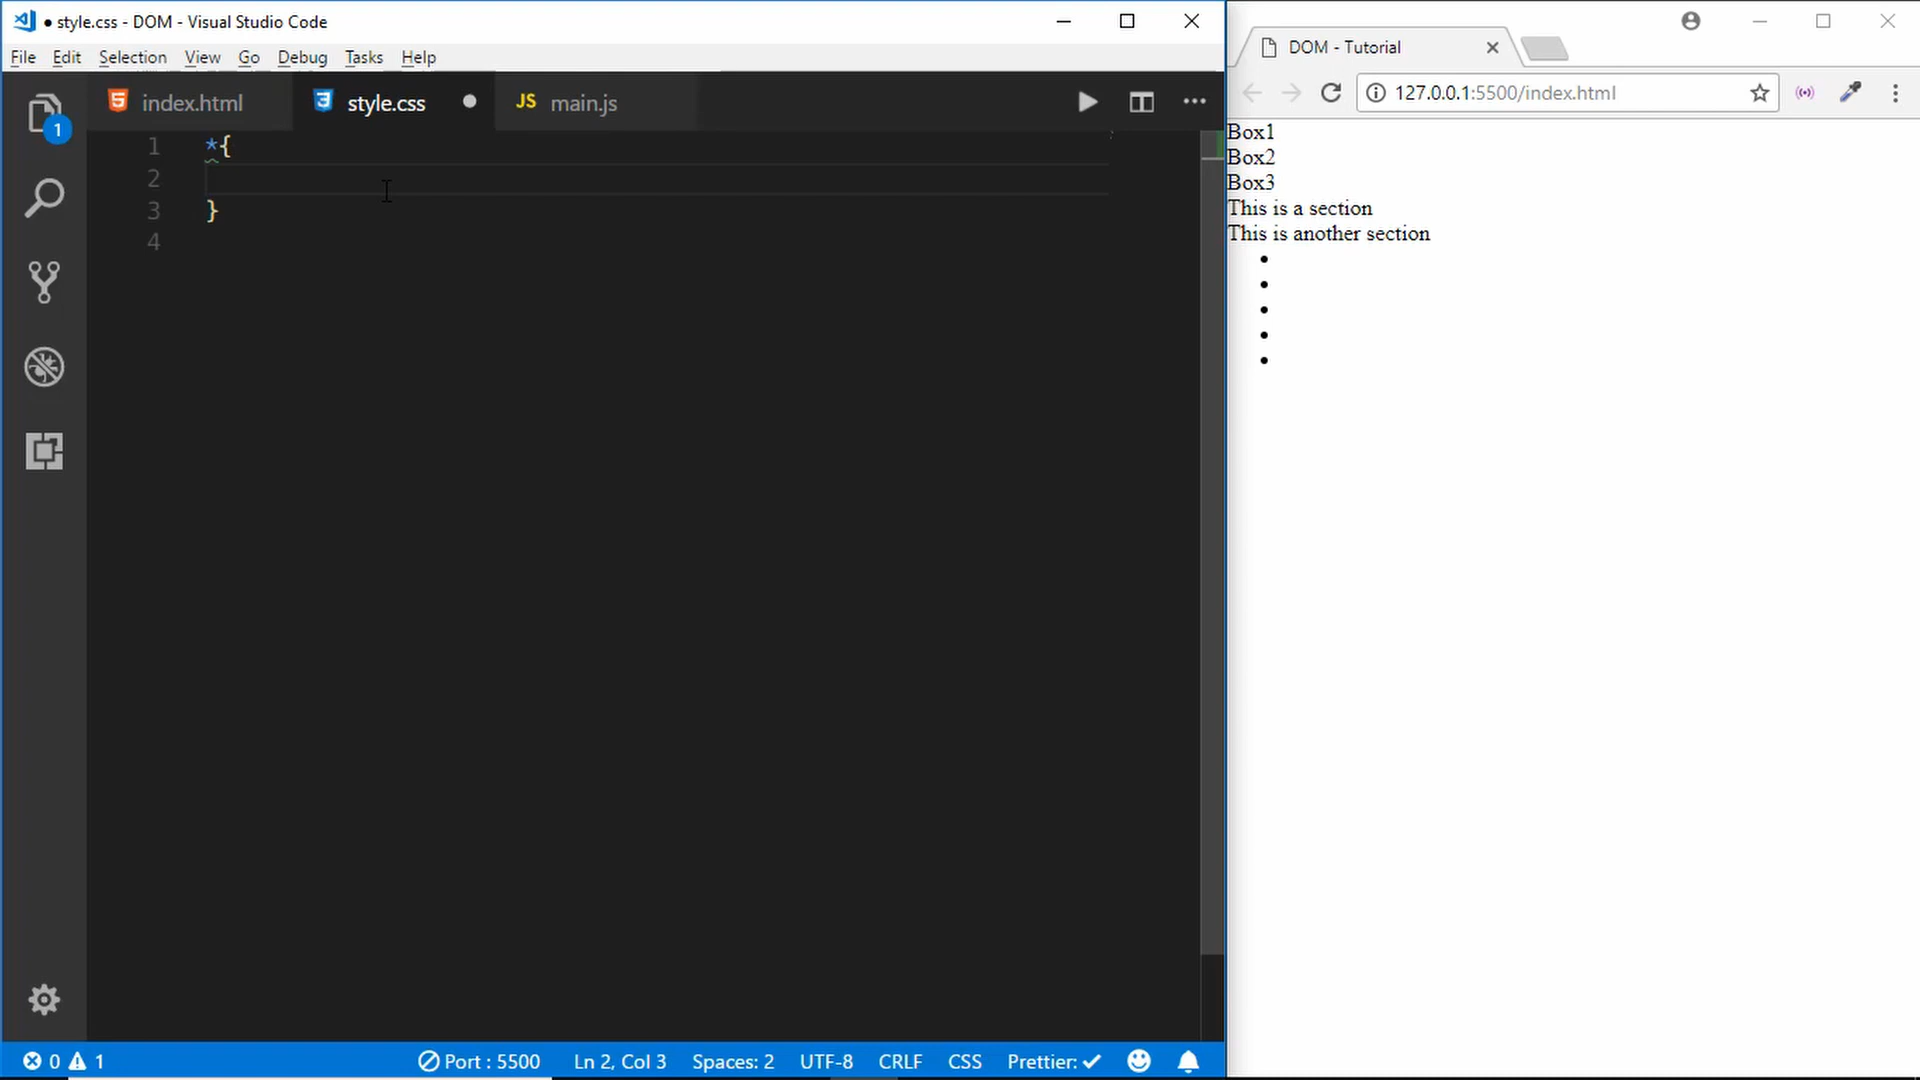 style.css - DOM - Visual Studio Code
File Edit Selection View Go Debug Tasks Help
index.html style.css JS main.js
1
1 *{
2
3 }
4
0 1 Port : 5500 Ln 2, Col 3 Spaces: 2 UTF-8 CRLF CSS Prettier:
DOM - Tutorial
127.0.0.1:5500/index.html
Box1
Box2
Box3
This is a section
This is another section